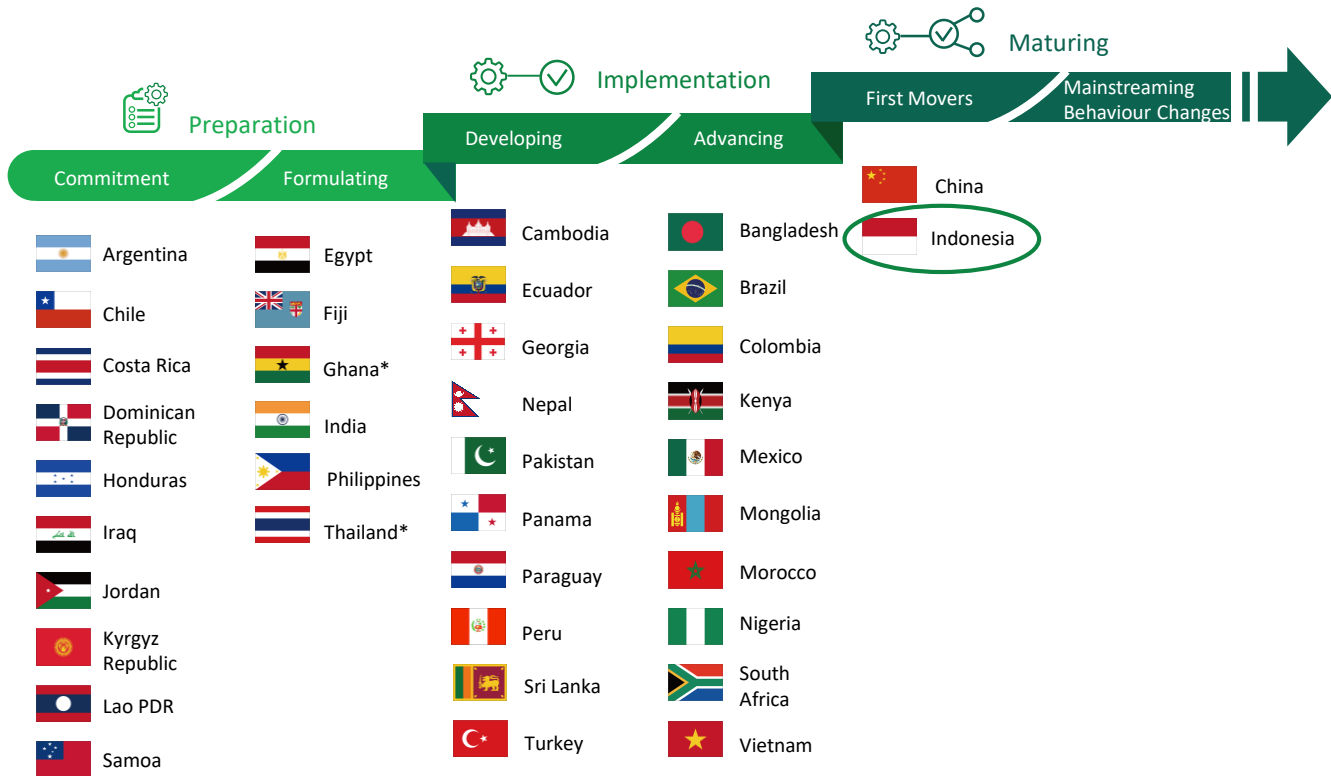 Preparation
Implementation
Maturing
Commitment
Formulating
Developing
Advancing
First Movers
Mainstreaming
Behaviour Changes
Argentina
Chile
Costa Rica
Dominican
Republic
Honduras
Iraq
Jordan
Kyrgyz
Republic
Lao PDR
Samoa
Egypt
Fiji
Ghana*
India
Philippines
Thailand*
Cambodia
Ecuador
Georgia
Nepal
Pakistan
Panama
Paraguay
Peru
Sri Lanka
Turkey
Bangladesh
Brazil
Colombia
Kenya
Mexico
Mongolia
Morocco
Nigeria
South
Africa
Vietnam
China
Indonesia